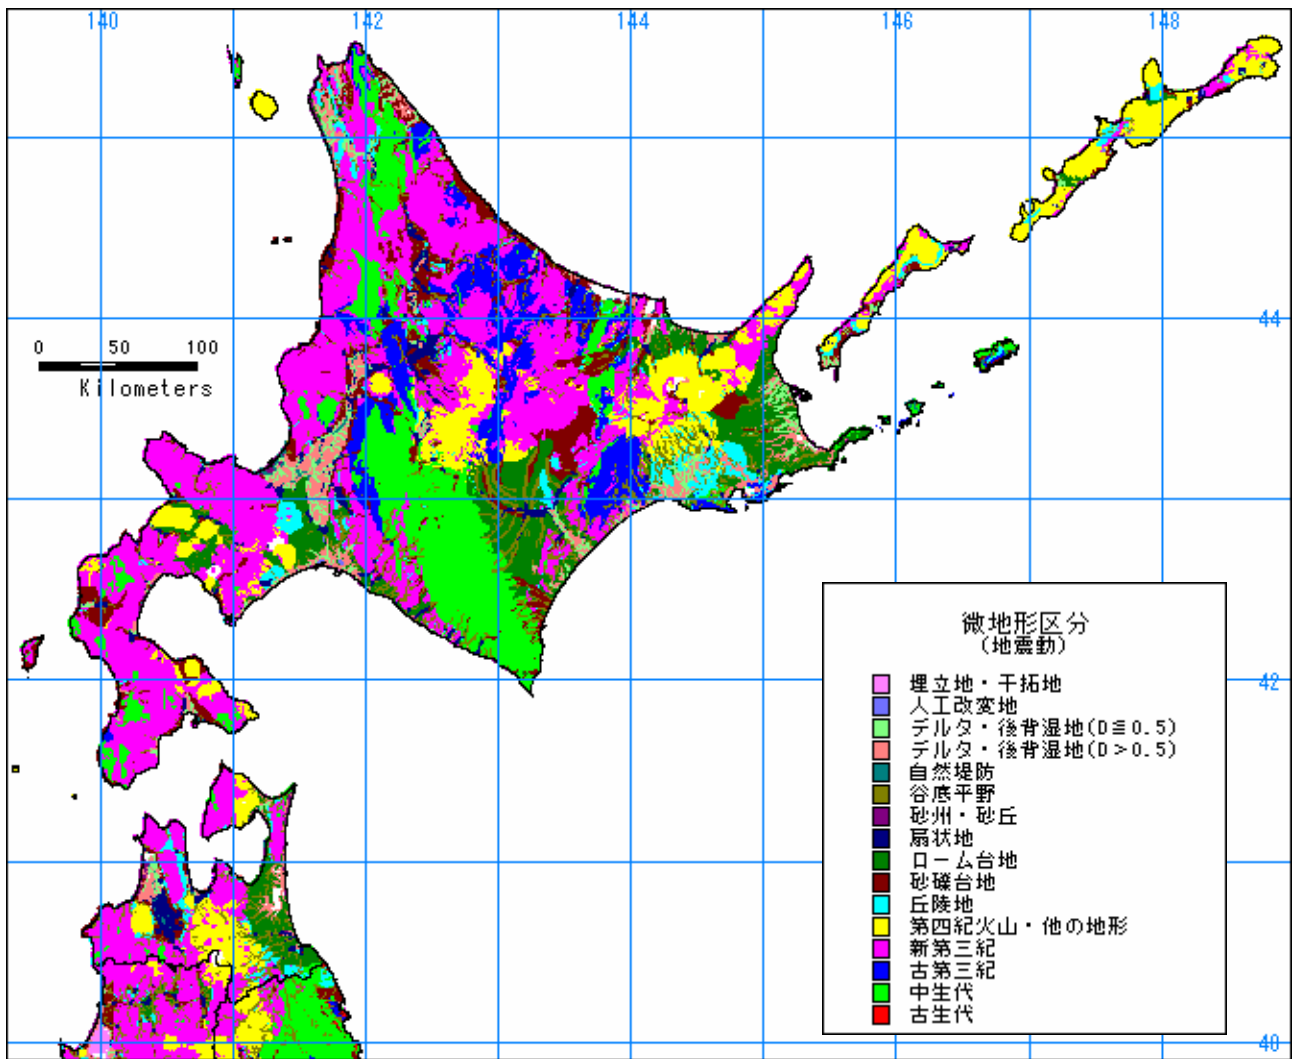 140 142 144 146 148
44
0 50 100
Kilometers
微地形区分
(地震動)
42
埋立地・干拓地
人工改変地
デルタ・後背湿地(D≦0.5)
デルタ・後背湿地(D>0.5)
自然堤防
谷底平野
砂州・砂丘
扇状地
ローム台地
砂礫台地
丘陵地
第四紀火山・他の地形
新第三紀
古第三紀
中生代
古生代
40